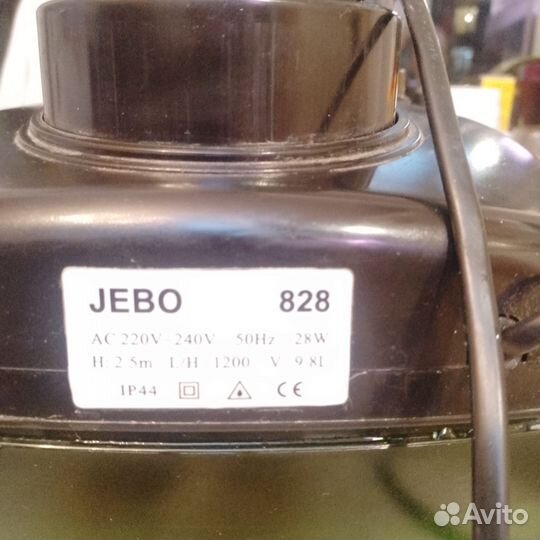 JEBO 828
AC 220V-240V 50Hz 28W
H: 2.5m L/H 1200 V 9.8L
IP44 CE
Avito